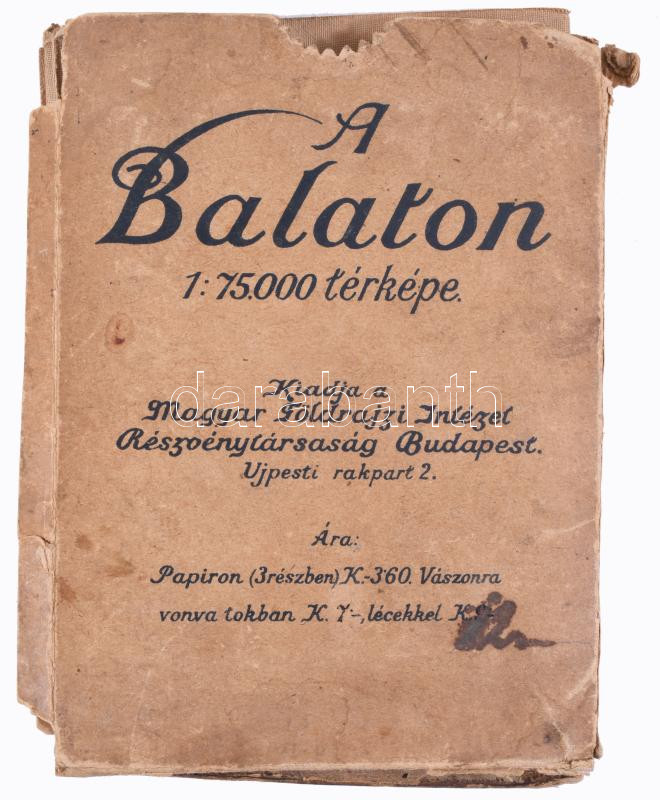 A
Balaton
1:75.000 térképe.
Kiadja a
Magyar Földrajzi Intézet
Részvénytársaság Budapest.
Ujpesti rakpart 2.
Ára:
Papiron (3részben) K.-3'60. Vászonra
vonva tokban K. 7-, lécekkel K.
darabanth